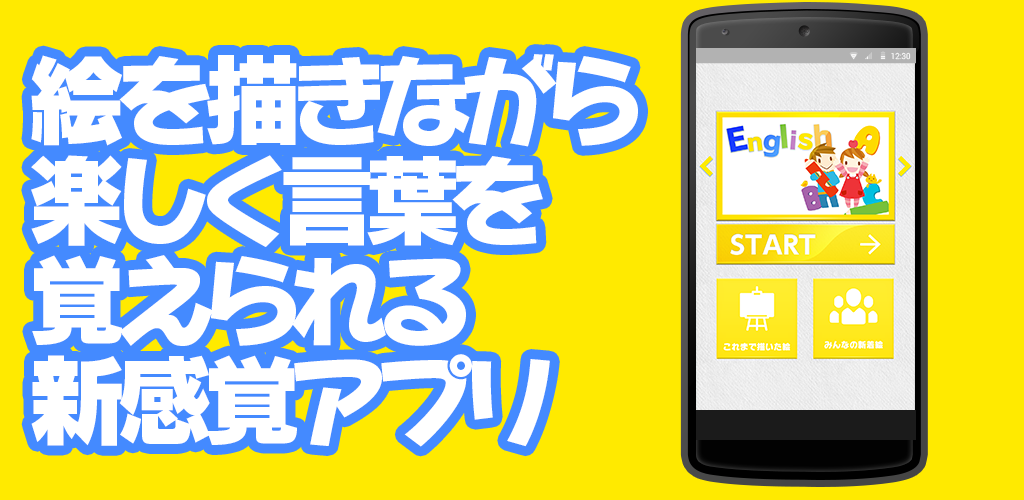 絵を描きながら
楽しく言葉を
覚えられる
新感覚アプリ
12:30
English
A
B
START
これまで描いた絵
みんなの新着絵